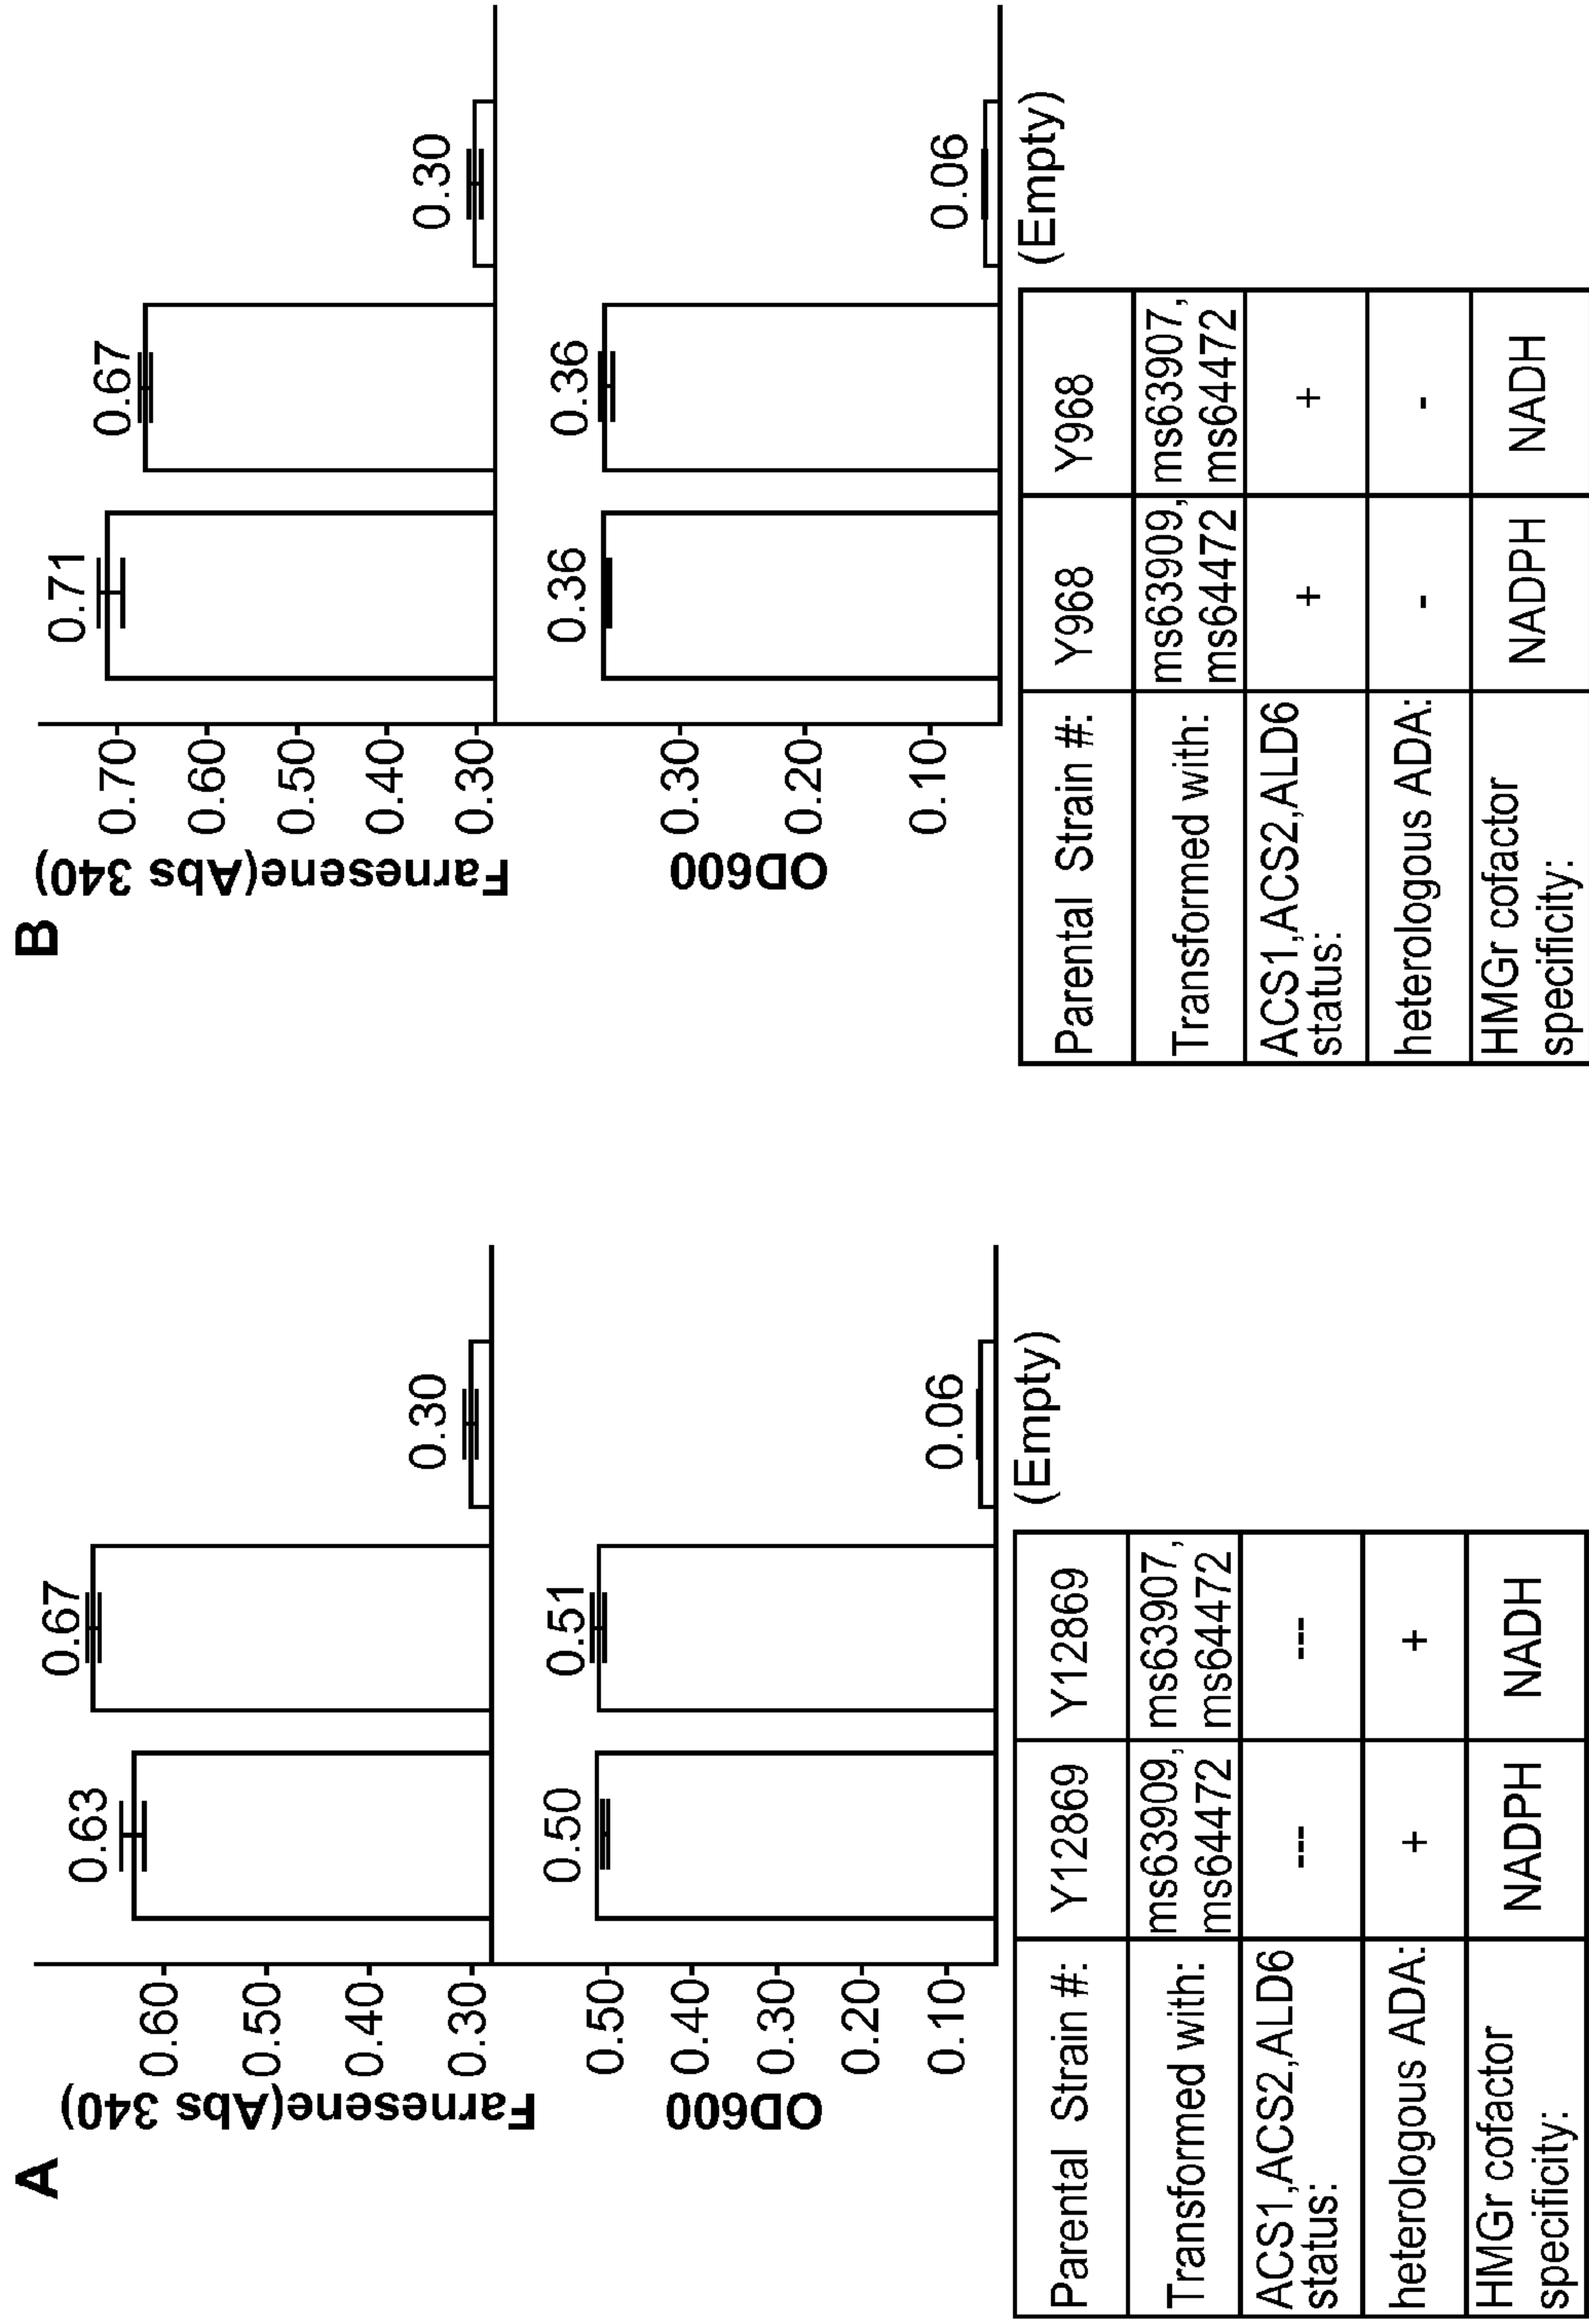 A
Farnesene(Abs 340)
0.60
0.50
0.40
0.30
0.63
0.67
0.30
OD600
0.50
0.40
0.30
0.20
0.10
0.50
0.51
0.06
(Empty)
Parental Strain #: Y12869 Y12869
Transformed with: ms63909, ms63907,
ms64472 ms64472
ACS1,ACS2,ALD6
status: --- ---
heterologous ADA: + +
HMGr cofactor
specificity: NADPH NADH
B
Farnesene(Abs 340)
0.70
0.60
0.50
0.40
0.30
0.71
0.67
0.30
OD600
0.30
0.20
0.10
0.36
0.36
0.06
(Empty)
Parental Strain #: Y968 Y968
Transformed with: ms63909, ms63907,
ms64472 ms64472
ACS1,ACS2,ALD6
status: + +
heterologous ADA: - -
HMGr cofactor
specificity: NADPH NADH